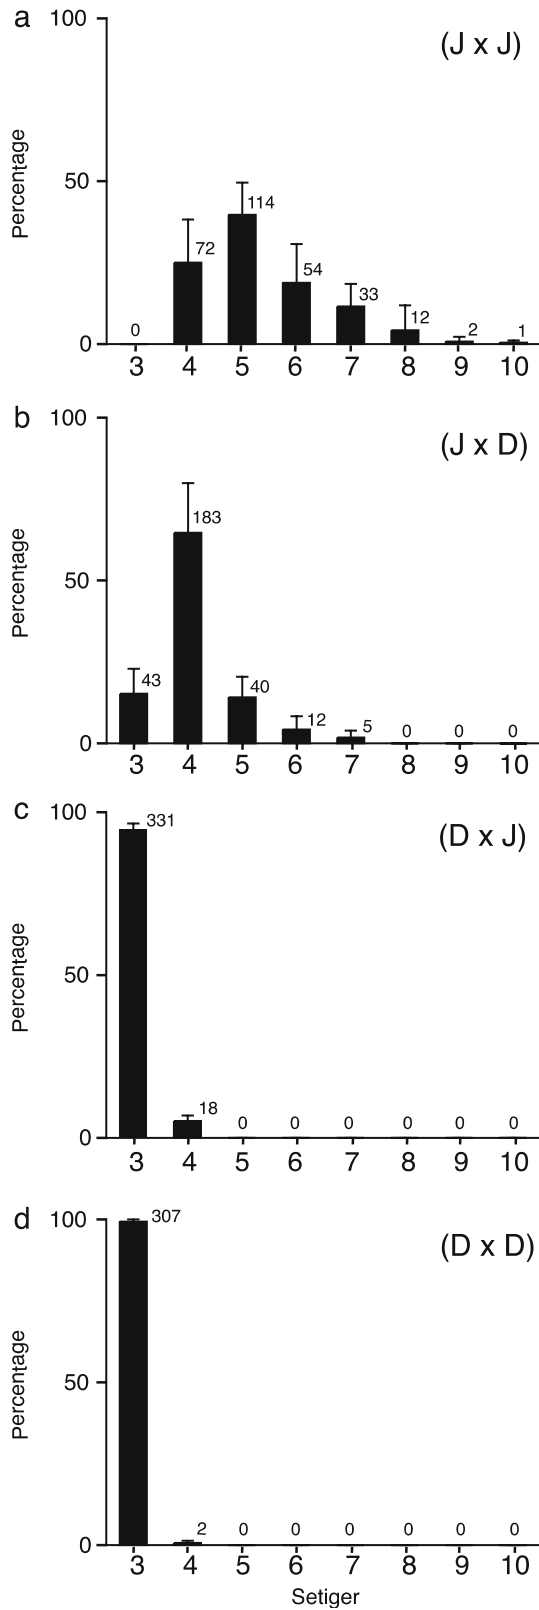 a
(J x J)
100
50
0
Percentage
0 72 114 54 33 12 2 1
3 4 5 6 7 8 9 10
b
(J x D)
100
50
0
Percentage
43 183 40 12 5 0 0 0
3 4 5 6 7 8 9 10
c
(D x J)
100
50
0
Percentage
331 18 0 0 0 0 0 0
3 4 5 6 7 8 9 10
d
(D x D)
100
50
0
Percentage
307 2 0 0 0 0 0 0
3 4 5 6 7 8 9 10
Setiger